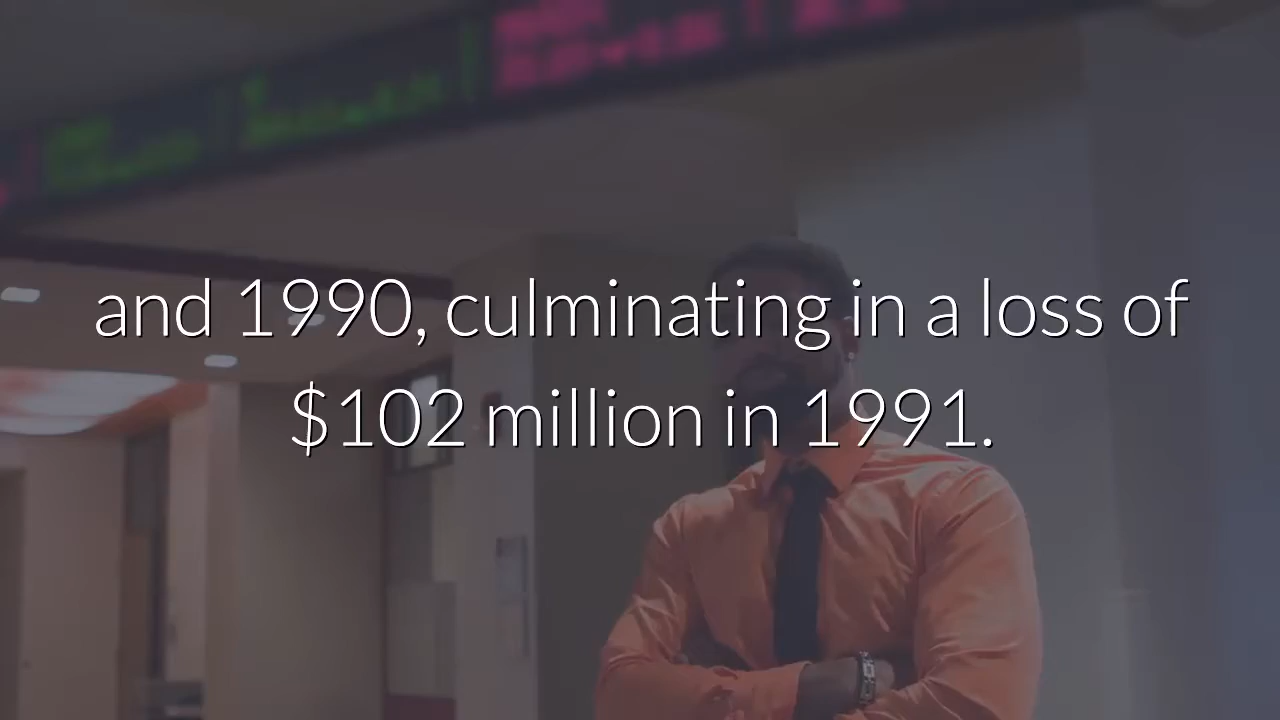 and 1990, culminating in a loss of
$102 million in 1991.